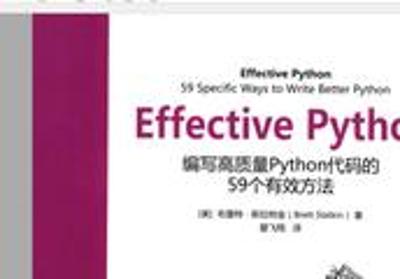 Effective Python
59 Specific Ways to Write Better Python
Effective Pytho
编写高质量Python代码的
59个有效方法
[美] 布雷特·斯拉特金 ( Brett Slatkin ) 著
爱飞翔 译